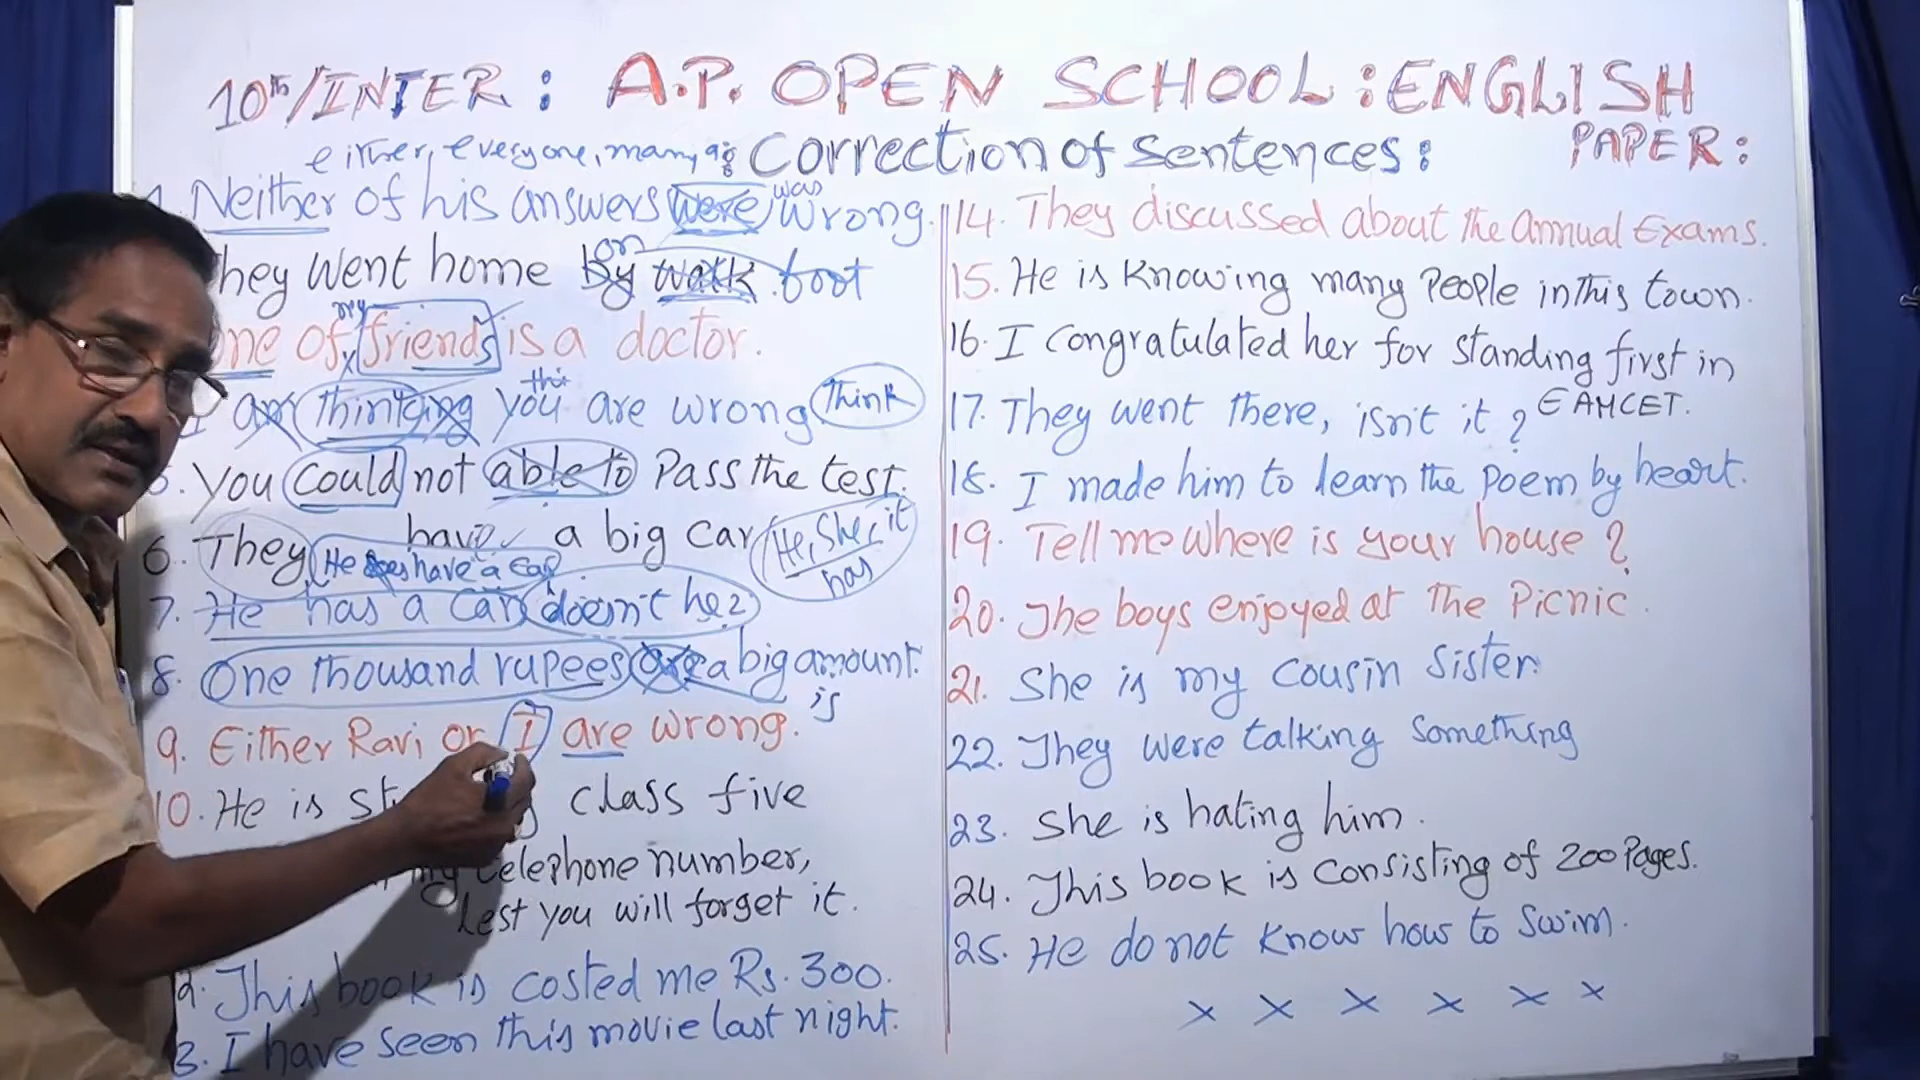 10th/INTER: A.P. OPEN SCHOOL: ENGLISH
PAPER:
either, everyone, many a: Correction of Sentences:
Neither of his answers were was wrong.
hey went home by on walk foot
ne of my friends is a doctor.
I am thinking you this are wrong Think
5. You could not able to Pass the test.
6. They have a big car He, She, it has
He have a car
7. He has a car doesn't he?
8. One thousand rupees are a big amount.
is
9. Either Ravi or I are wrong.
10. He is st class five
my telephone number,
Lest you will forget it.
2. This book is costed me Rs. 300.
3. I have seen this movie last night.
14. They discussed about the Annual Exams.
15. He is knowing many People in this town.
16. I congratulated her for standing first in
EAMCET.
17. They went there, isn't it?
18. I made him to learn the poem by heart.
19. Tell me where is your house?
20. The boys enjoyed at The Picnic.
21. She is my cousin sister.
22. They were talking something
23. She is hating him.
24. This book is consisting of 200 Pages.
25. He do not know how to swim.
x x x x x x